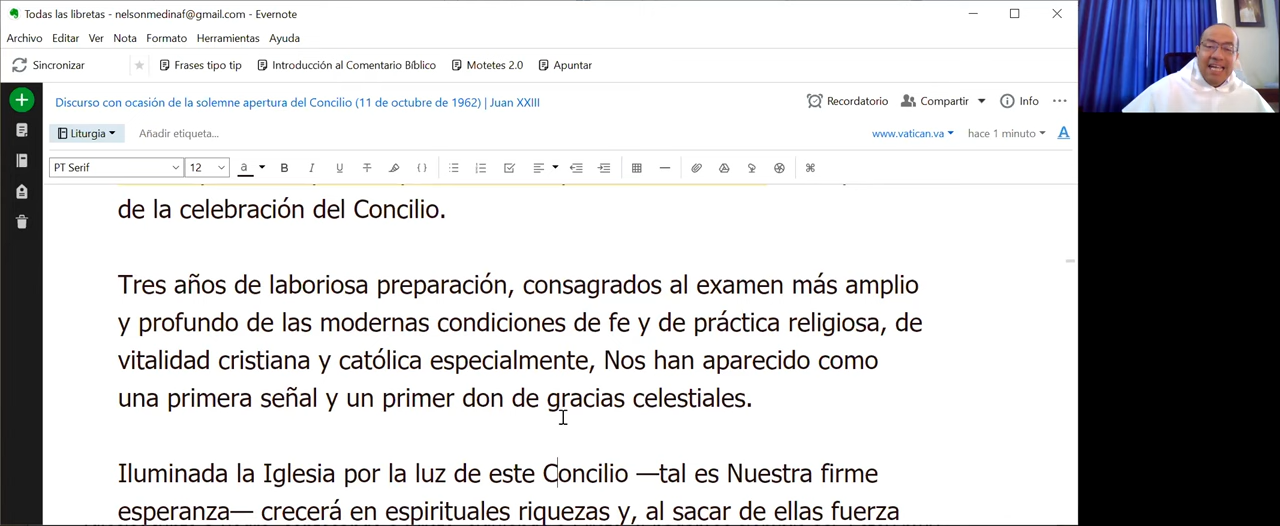 Todas las libretas - nelsonmedinaf@gmail.com - Evernote
Archivo Editar Ver Nota Formato Herramientas Ayuda
Sincronizar Frases tipo tip Introducción al Comentario Bíblico Motetes 2.0 Apuntar
Discurso con ocasión de la solemne apertura del Concilio (11 de octubre de 1962) | Juan XXIII Recordatorio Compartir Info
Liturgia Añadir etiqueta... www.vatican.va hace 1 minuto A
PT Serif 12 a B I U T { }
de la celebración del Concilio.
Tres años de laboriosa preparación, consagrados al examen más amplio
y profundo de las modernas condiciones de fe y de práctica religiosa, de
vitalidad cristiana y católica especialmente, Nos han aparecido como
una primera señal y un primer don de gracias celestiales.
Iluminada la Iglesia por la luz de este Concilio —tal es Nuestra firme
esperanza— crecerá en espirituales riquezas y, al sacar de ellas fuerza